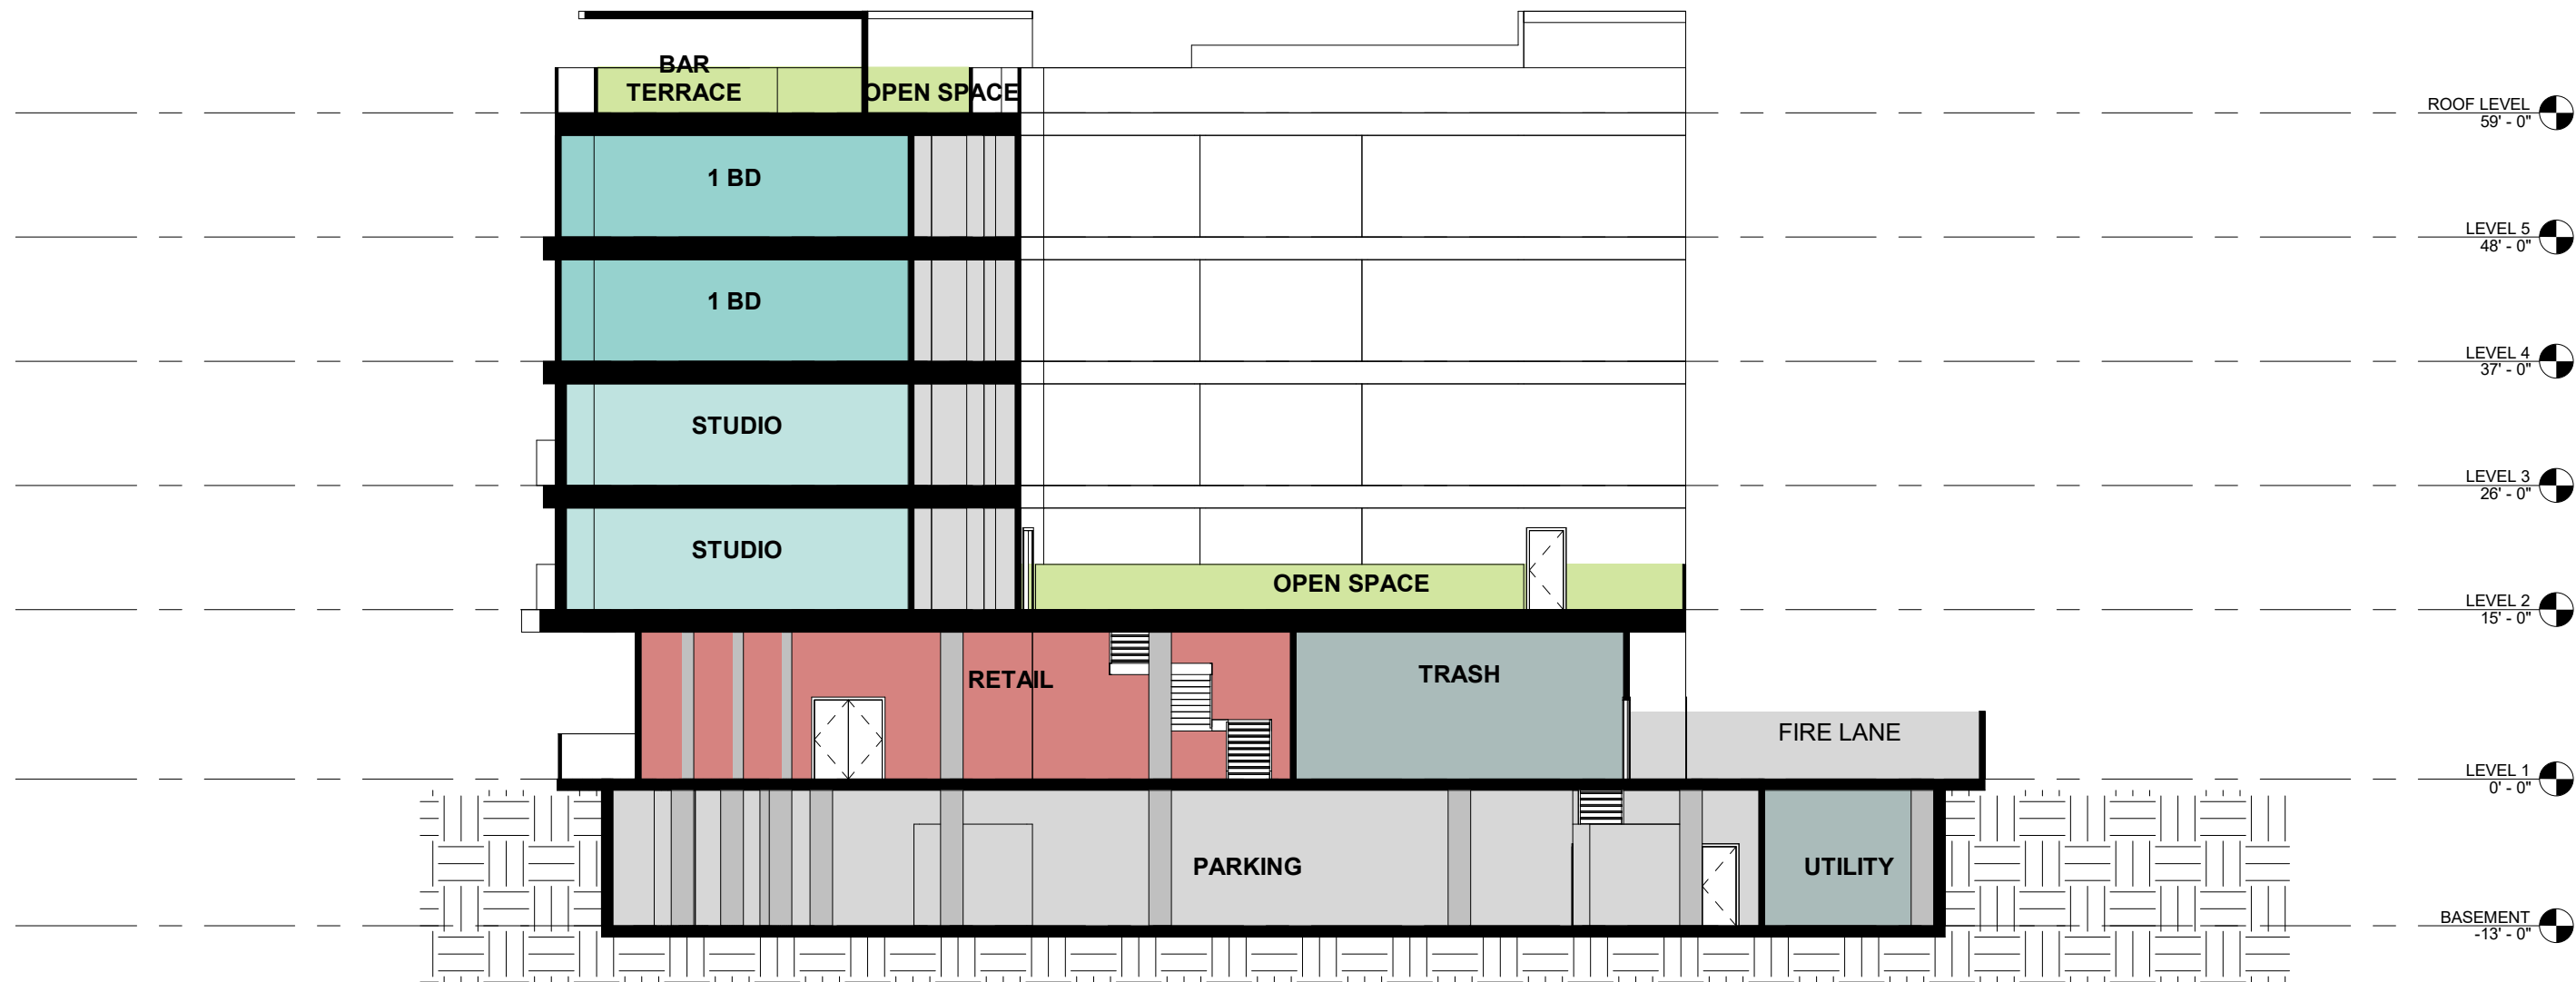 BAR
TERRACE
OPEN SPACE
ROOF LEVEL
59' - 0"
1 BD
LEVEL 5
48' - 0"
1 BD
LEVEL 4
37' - 0"
STUDIO
LEVEL 3
26' - 0"
STUDIO
OPEN SPACE
LEVEL 2
15' - 0"
RETAIL
TRASH
FIRE LANE
LEVEL 1
0' - 0"
PARKING
UTILITY
BASEMENT
-13' - 0"